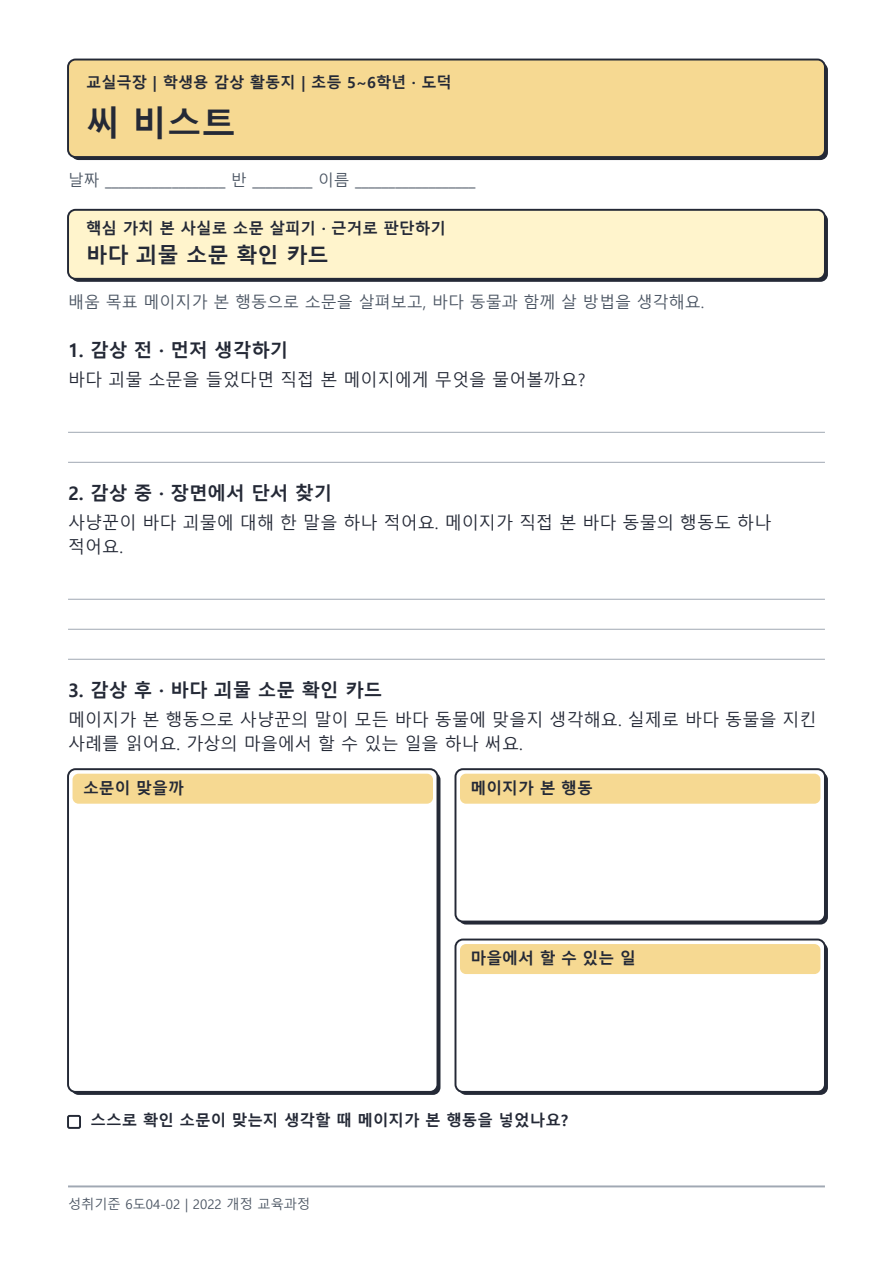 교실극장 | 학생용 감상 활동지 | 초등 5~6학년 · 도덕
씨 비스트
날짜 ________________ 반 ________ 이름 ________________
핵심 가치 본 사실로 소문 살피기 · 근거로 판단하기
바다 괴물 소문 확인 카드
배움 목표 메이지가 본 행동으로 소문을 살펴보고, 바다 동물과 함께 살 방법을 생각해요.
1. 감상 전 · 먼저 생각하기
바다 괴물 소문을 들었다면 직접 본 메이지에게 무엇을 물어볼까요?
2. 감상 중 · 장면에서 단서 찾기
사냥꾼이 바다 괴물에 대해 한 말을 하나 적어요. 메이지가 직접 본 바다 동물의 행동도 하나
적어요.
3. 감상 후 · 바다 괴물 소문 확인 카드
메이지가 본 행동으로 사냥꾼의 말이 모든 바다 동물에 맞을지 생각해요. 실제로 바다 동물을 지킨
사례를 읽어요. 가상의 마을에서 할 수 있는 일을 하나 써요.
소문이 맞을까
메이지가 본 행동
마을에서 할 수 있는 일
스스로 확인 소문이 맞는지 생각할 때 메이지가 본 행동을 넣었나요?
성취기준 6도04-02 | 2022 개정 교육과정